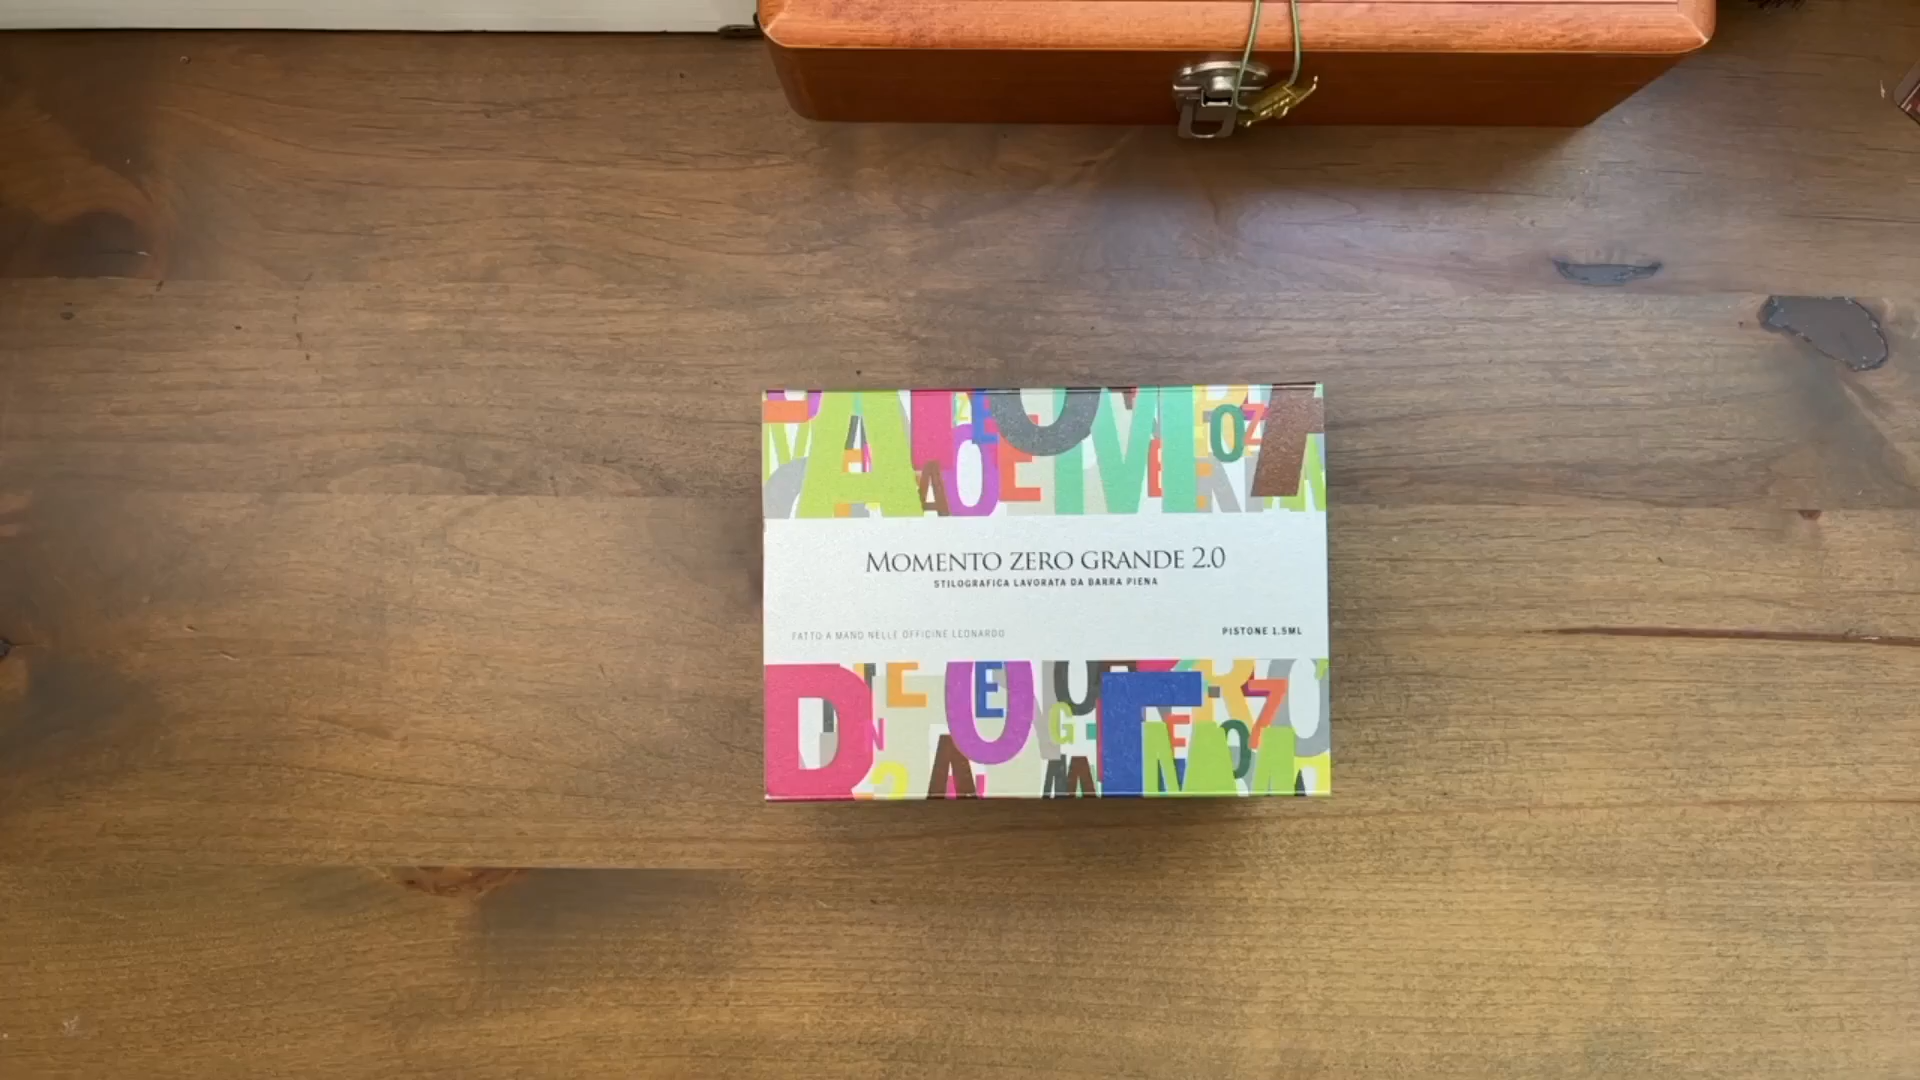 MOMENTO ZERO GRANDE 2.0
STILOGRAFICA LAVORATA DA BARRA PIENA
FATTO A MANO NELLE OFFICINE LEONARDO
PISTONE 1.5ML